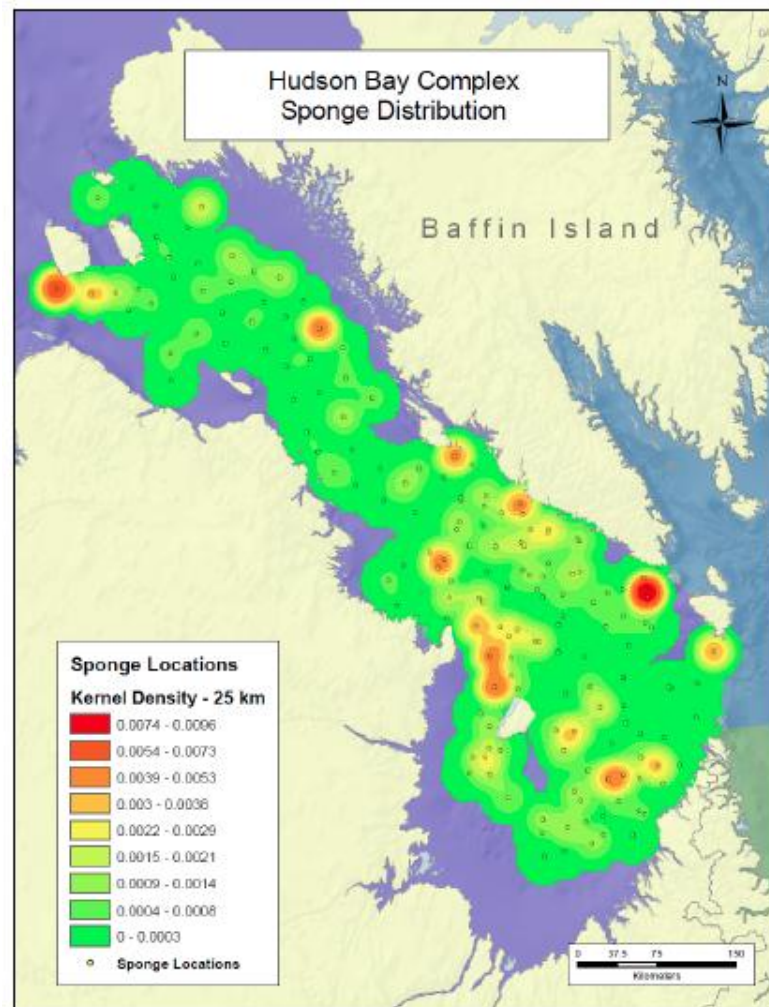 Hudson Bay Complex
Sponge Distribution
N
Baffin Island
Sponge Locations
Kernel Density - 25 km
0.0074 - 0.0096
0.0054 - 0.0073
0.0039 - 0.0053
0.003 - 0.0038
0.0022 - 0.0029
0.0015 - 0.0021
0.0009 - 0.0014
0.0004 - 0.0008
0 - 0.0003
Sponge Locations
0 37.5 75 150
Kilometers